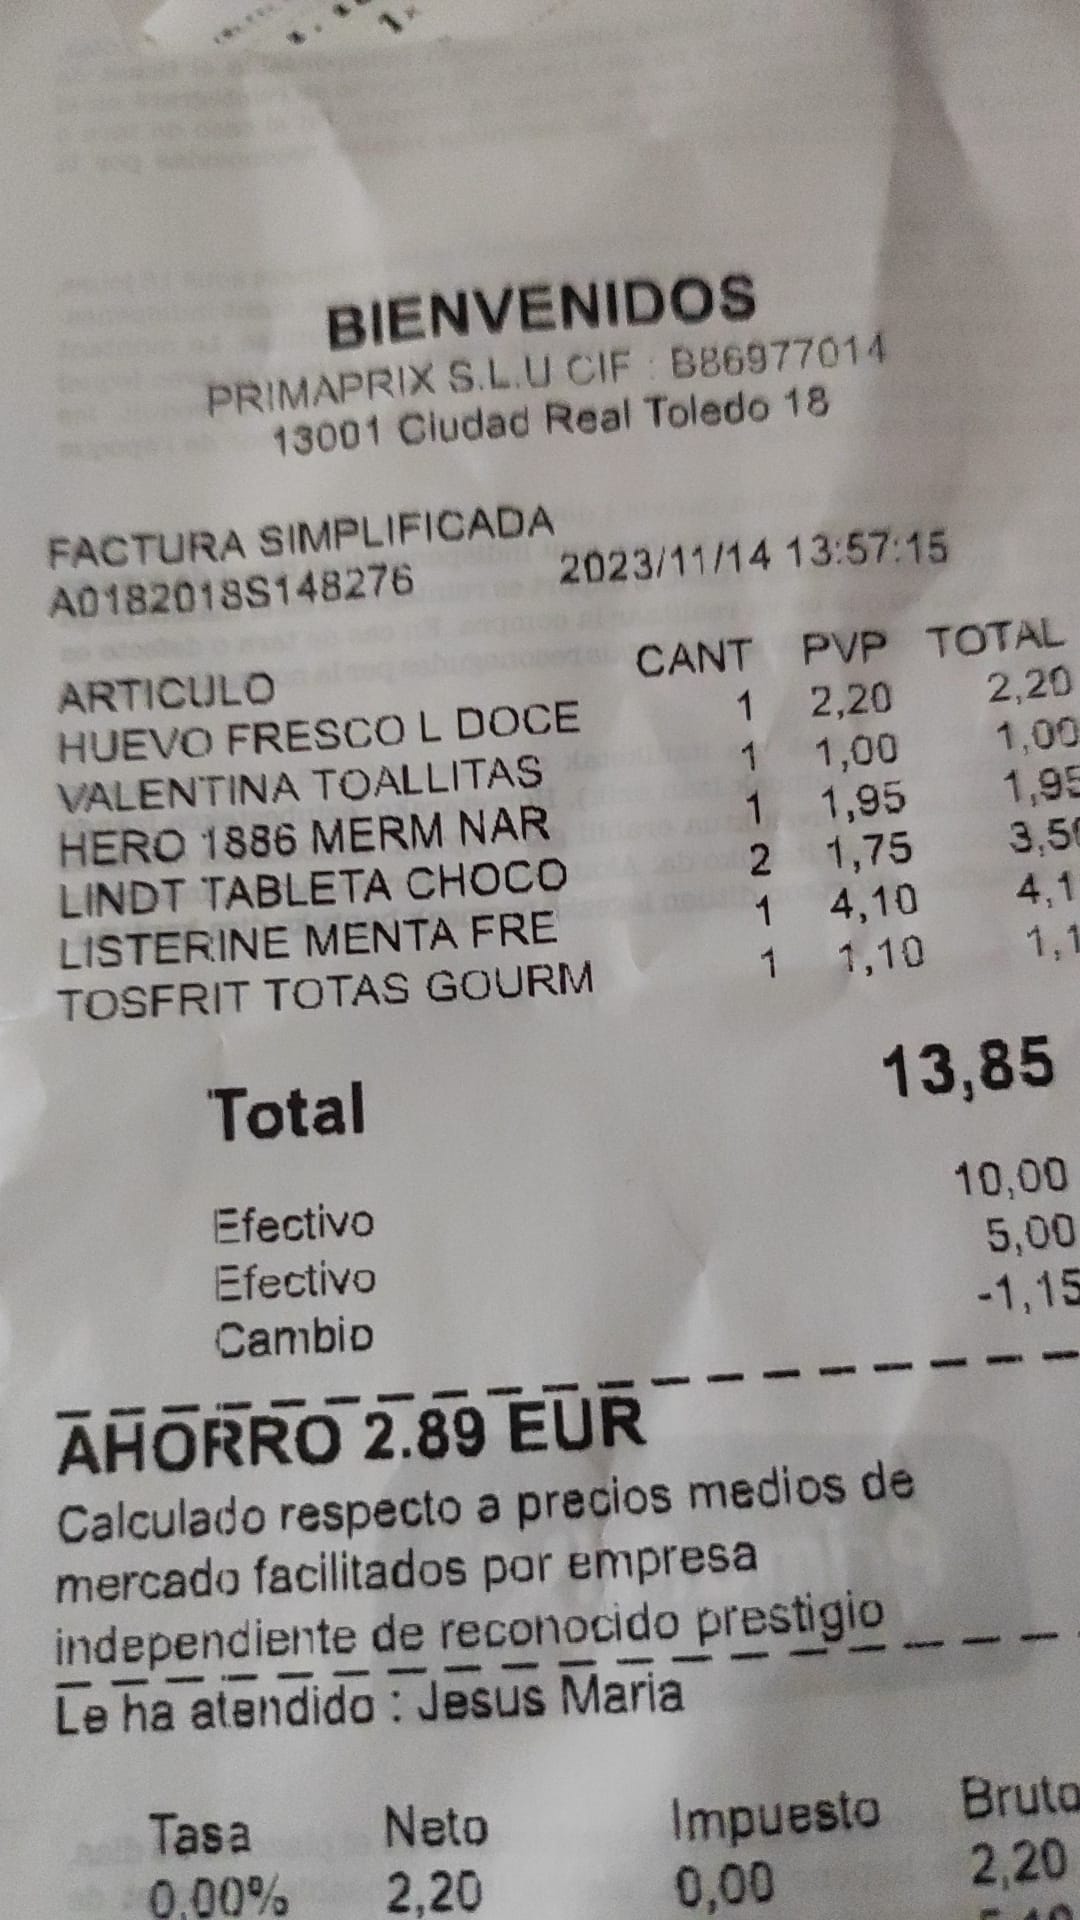 BIENVENIDOS
PRIMAPRIX S.L.U CIF : B86977014
13001 Ciudad Real Toledo 18
FACTURA SIMPLIFICADA
A0182018S148276 2023/11/14 13:57:15
ARTICULO CANT PVP TOTAL
HUEVO FRESCO L DOCE 1 2,20 2,20
VALENTINA TOALLITAS 1 1,00 1,00
HERO 1886 MERM NAR 1 1,95 1,95
LINDT TABLETA CHOCO 2 1,75 3,50
LISTERINE MENTA FRE 1 4,10 4,1
TOSFRIT TOTAS GOURM 1 1,10 1,1
Total 13,85
Efectivo 10,00
Efectivo 5,00
Cambio -1,15
AHORRO 2.89 EUR
Calculado respecto a precios medios de
mercado facilitados por empresa
independiente de reconocido prestigio
Le ha atendido : Jesus Maria
Tasa Neto Impuesto Bruto
0,00% 2,20 0,00 2,20